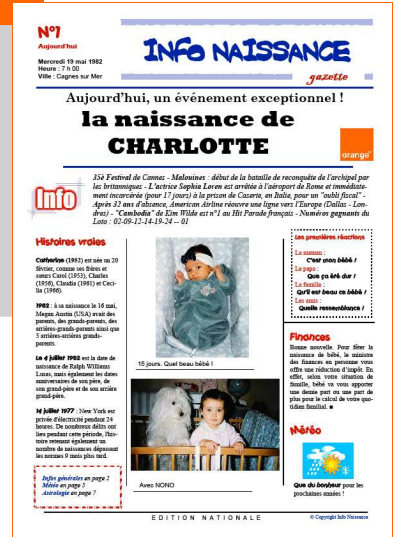 N°1
Aujourd'hui
Mercredi 19 mai 1982
Heure : 7 h 00
Ville : Cagnes sur Mer
INFO NAISSANCE
gazette
Aujourd'hui, un événement exceptionnel !
la naissance de
CHARLOTTE
orange™
Info
35è Festival de Cannes - Malouines : début de la bataille de reconquête de l'archipel par
les britanniques - L'actrice Sophia Loren est arrêtée à l'aéroport de Rome et immédiate-
ment incarcérée (pour 17 jours) à la prison de Caserte, en Italie, pour un "oubli fiscal" -
Après 32 ans d'absence, American Airline réouvre une ligne vers l'Europe (Dallas - Lon-
dres) - "Cambodia" de Kim Wilde est n°1 au Hit Parade français - Numéros gagnants du
Loto : 02-09-12-14-19-24 -- 01
Histoires vraies
Catherine (1952) est née un 20
février, comme ses frères et
sœurs Carol (1953), Charles
(1956), Claudia (1961) et Ceci-
lia (1966).
1982 : à sa naissance le 16 mai,
Megan Austin (USA) avait des
parents, des grands-parents, des
arrières-grands-parents ainsi que
5 arrières-arrières grands-
parents.
Le 4 juillet 1982 est la date de
naissance de Ralph Williams
Lucas, mais également les dates
anniversaires de son père, de
son grand-père et de son arrière
grand-père.
14 juillet 1977 : New York est
privée d'électricité pendant 24
heures. De nombreux délits ont
lieu pendant cette période, l'his-
toire retenant également un
nombre de naissances dépassant
les normes 9 mois plus tard.
Infos générales en page 2
Météo en page 5
Astrologie en page 7
15 jours. Quel beau bébé !
Avec NONO
Les premières réactions
La maman :
C'est mon bébé !
Le papa :
Que ça été dur !
La famille :
Qu'il est beau ce bébé !
Les amis :
Quelle ressemblance !
Finances
Bonne nouvelle. Pour fêter la
naissance de bébé, le ministre
des finances en personne vous
offre une réduction d'impôt. En
effet, selon votre situation de
famille, bébé va vous apporter
une demie part ou une part de
plus pour le calcul de votre quo-
tidien familial. ■
Météo
Que du bonheur pour les
prochaines années !
EDITION NATIONALE
© Copyright Info Naissance